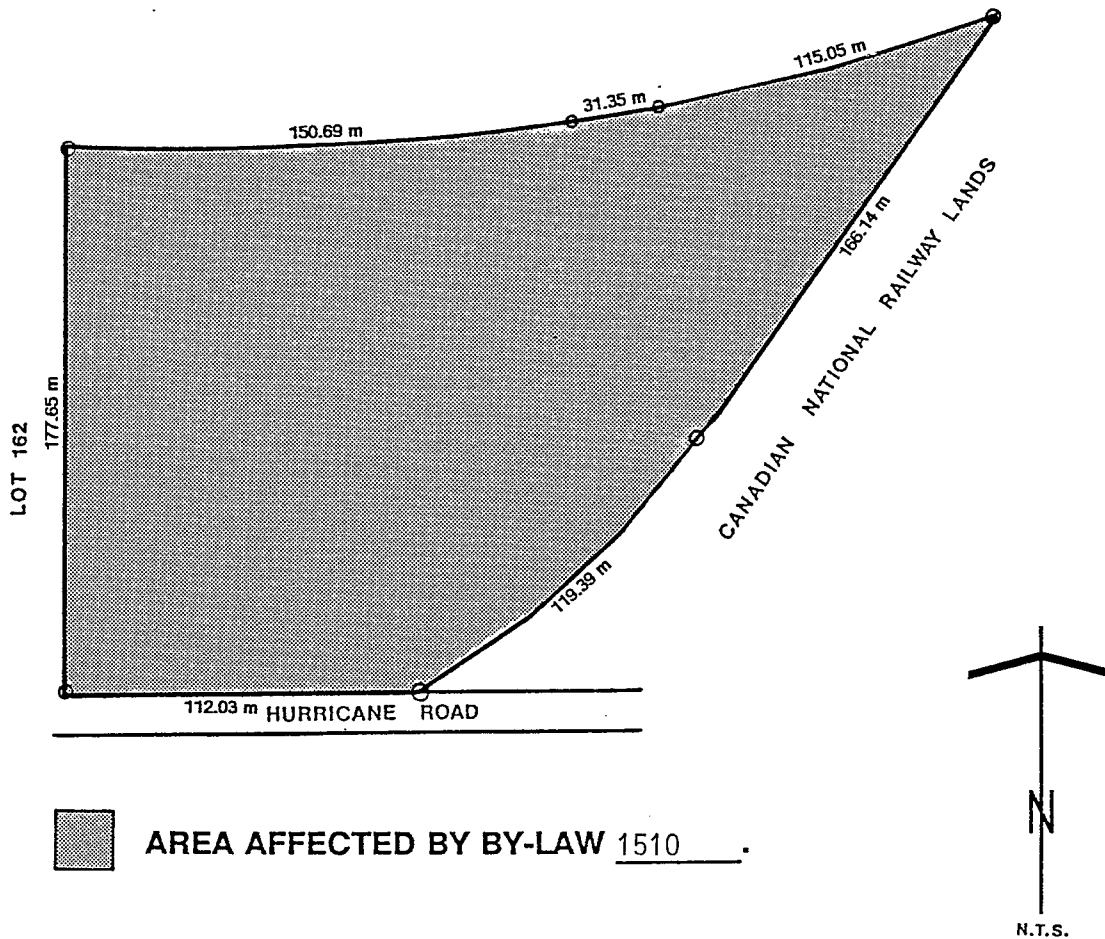 115.05 m
31.35 m
150.69 m
166.14 m
CANADIAN NATIONAL RAILWAY LANDS
LOT 162
177.65 m
119.39 m
112.03 m
HURRICANE ROAD
AREA AFFECTED BY BY-LAW 1510.
N
N.T.S.